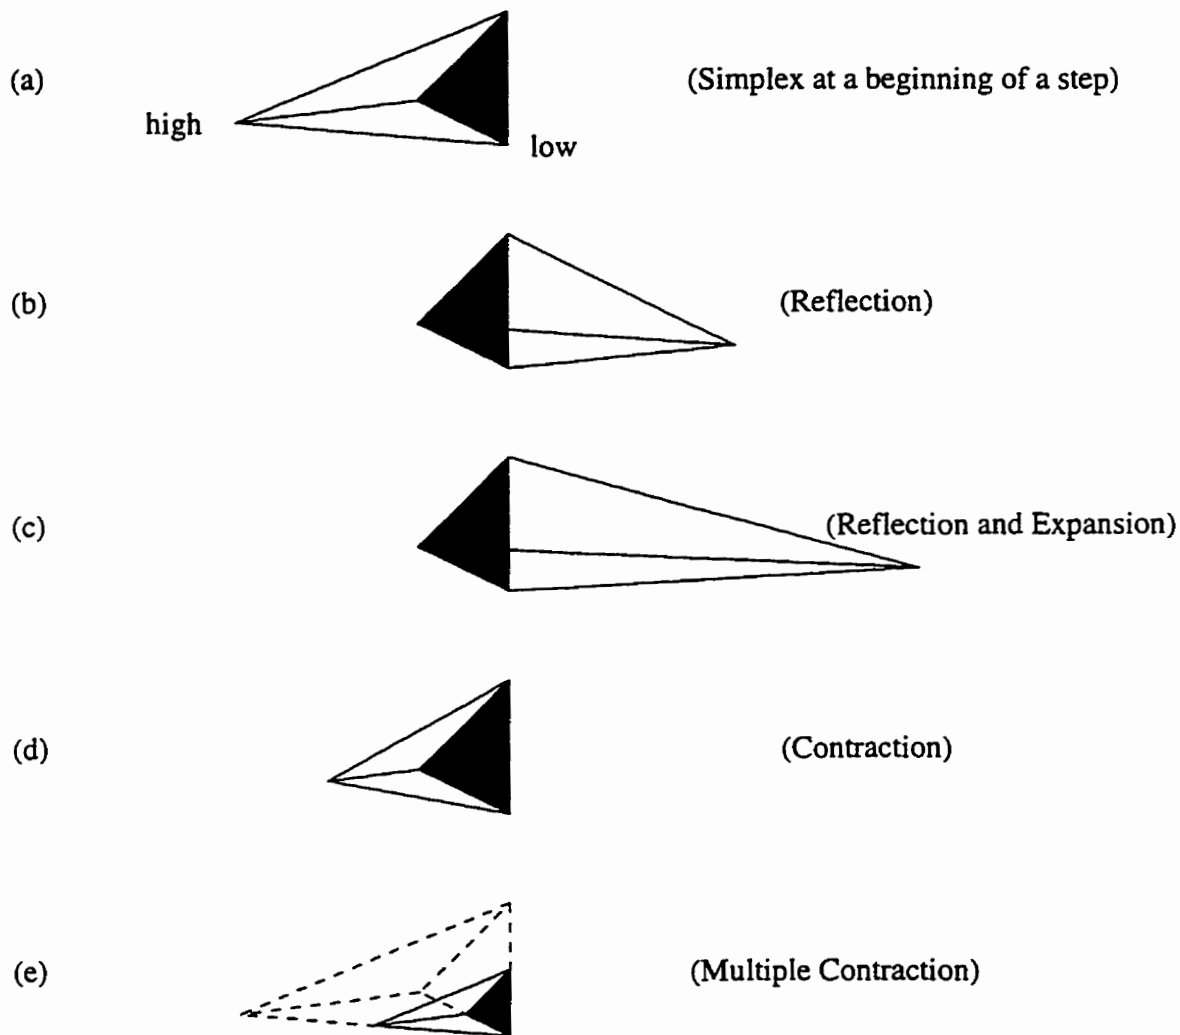 (a)
(Simplex at a beginning of a step)
high
low
(b)
(Reflection)
(c)
(Reflection and Expansion)
(d)
(Contraction)
(e)
(Multiple Contraction)